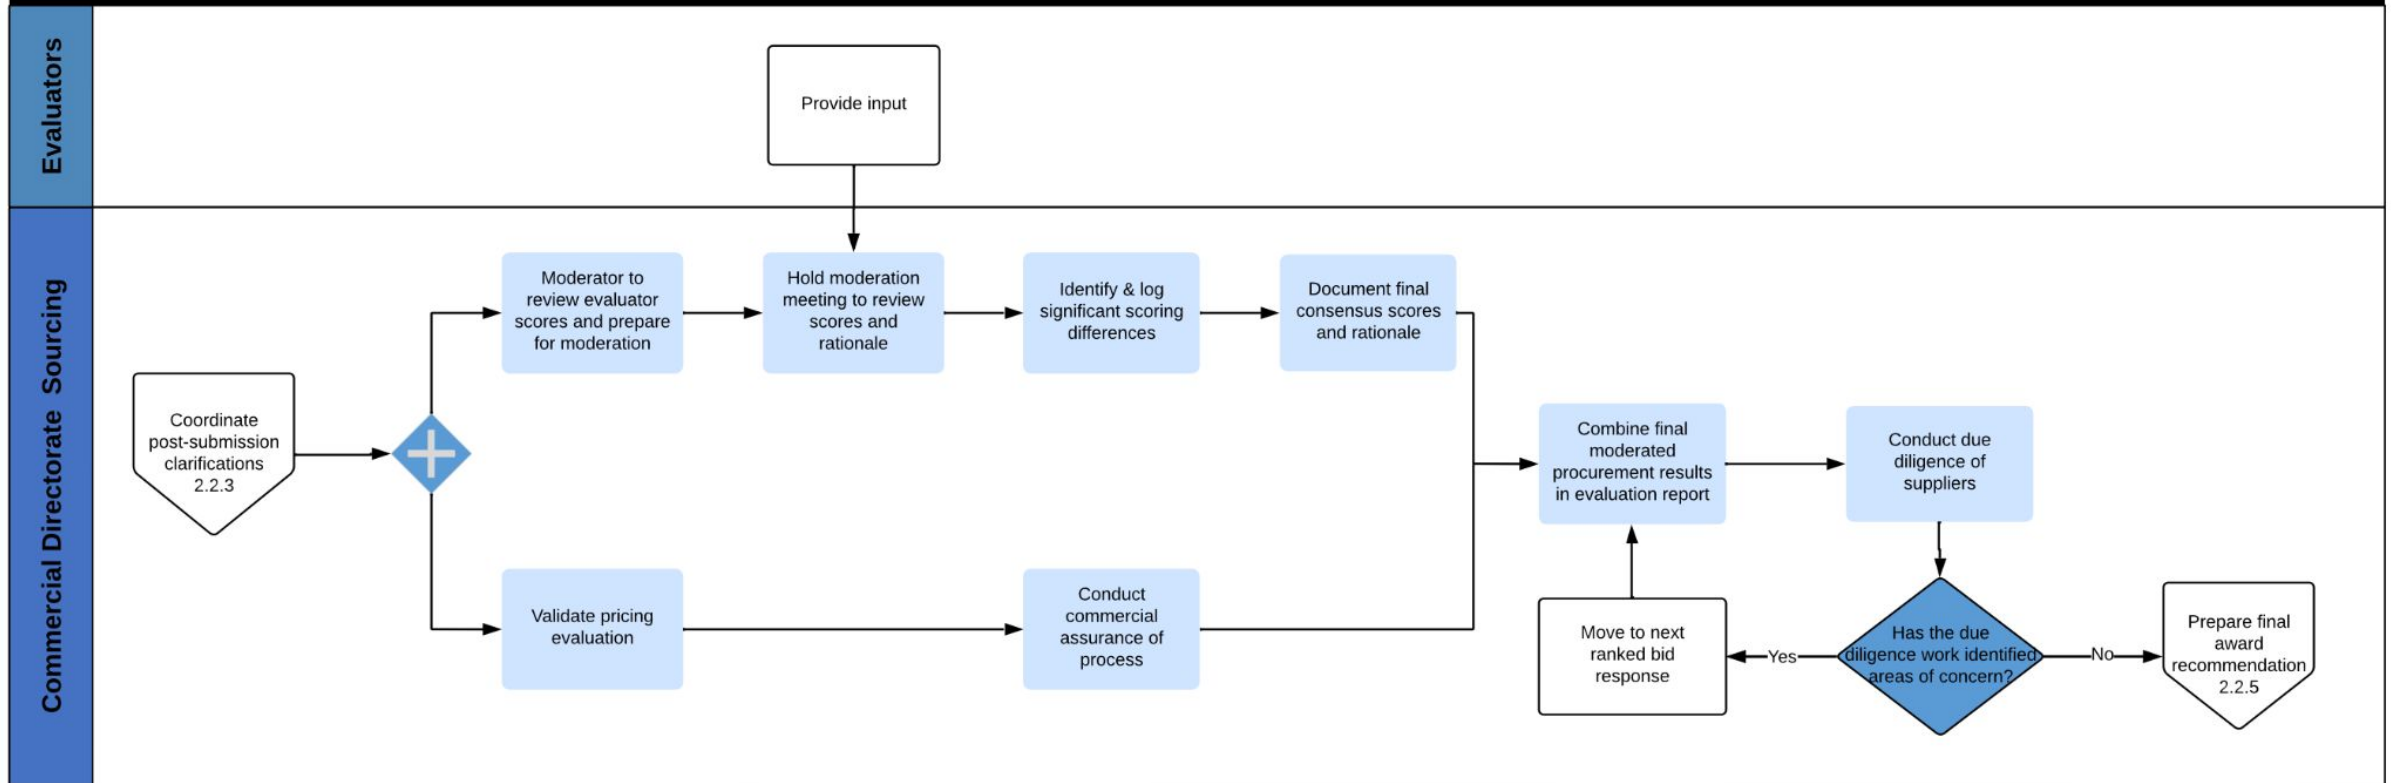 Evaluators
Provide input
Commercial Directorate Sourcing
Coordinate
post-submission
clarifications
2.2.3
Moderator to
review evaluator
scores and prepare
for moderation
Hold moderation
meeting to review
scores and
rationale
Identify & log
significant scoring
differences
Document final
consensus scores
and rationale
Validate pricing
evaluation
Conduct
commercial
assurance of
process
Combine final
moderated
procurement results
in evaluation report
Conduct due
diligence of
suppliers
Has the due
diligence work identified
areas of concern?
Yes
Move to next
ranked bid
response
No
Prepare final
award
recommendation
2.2.5